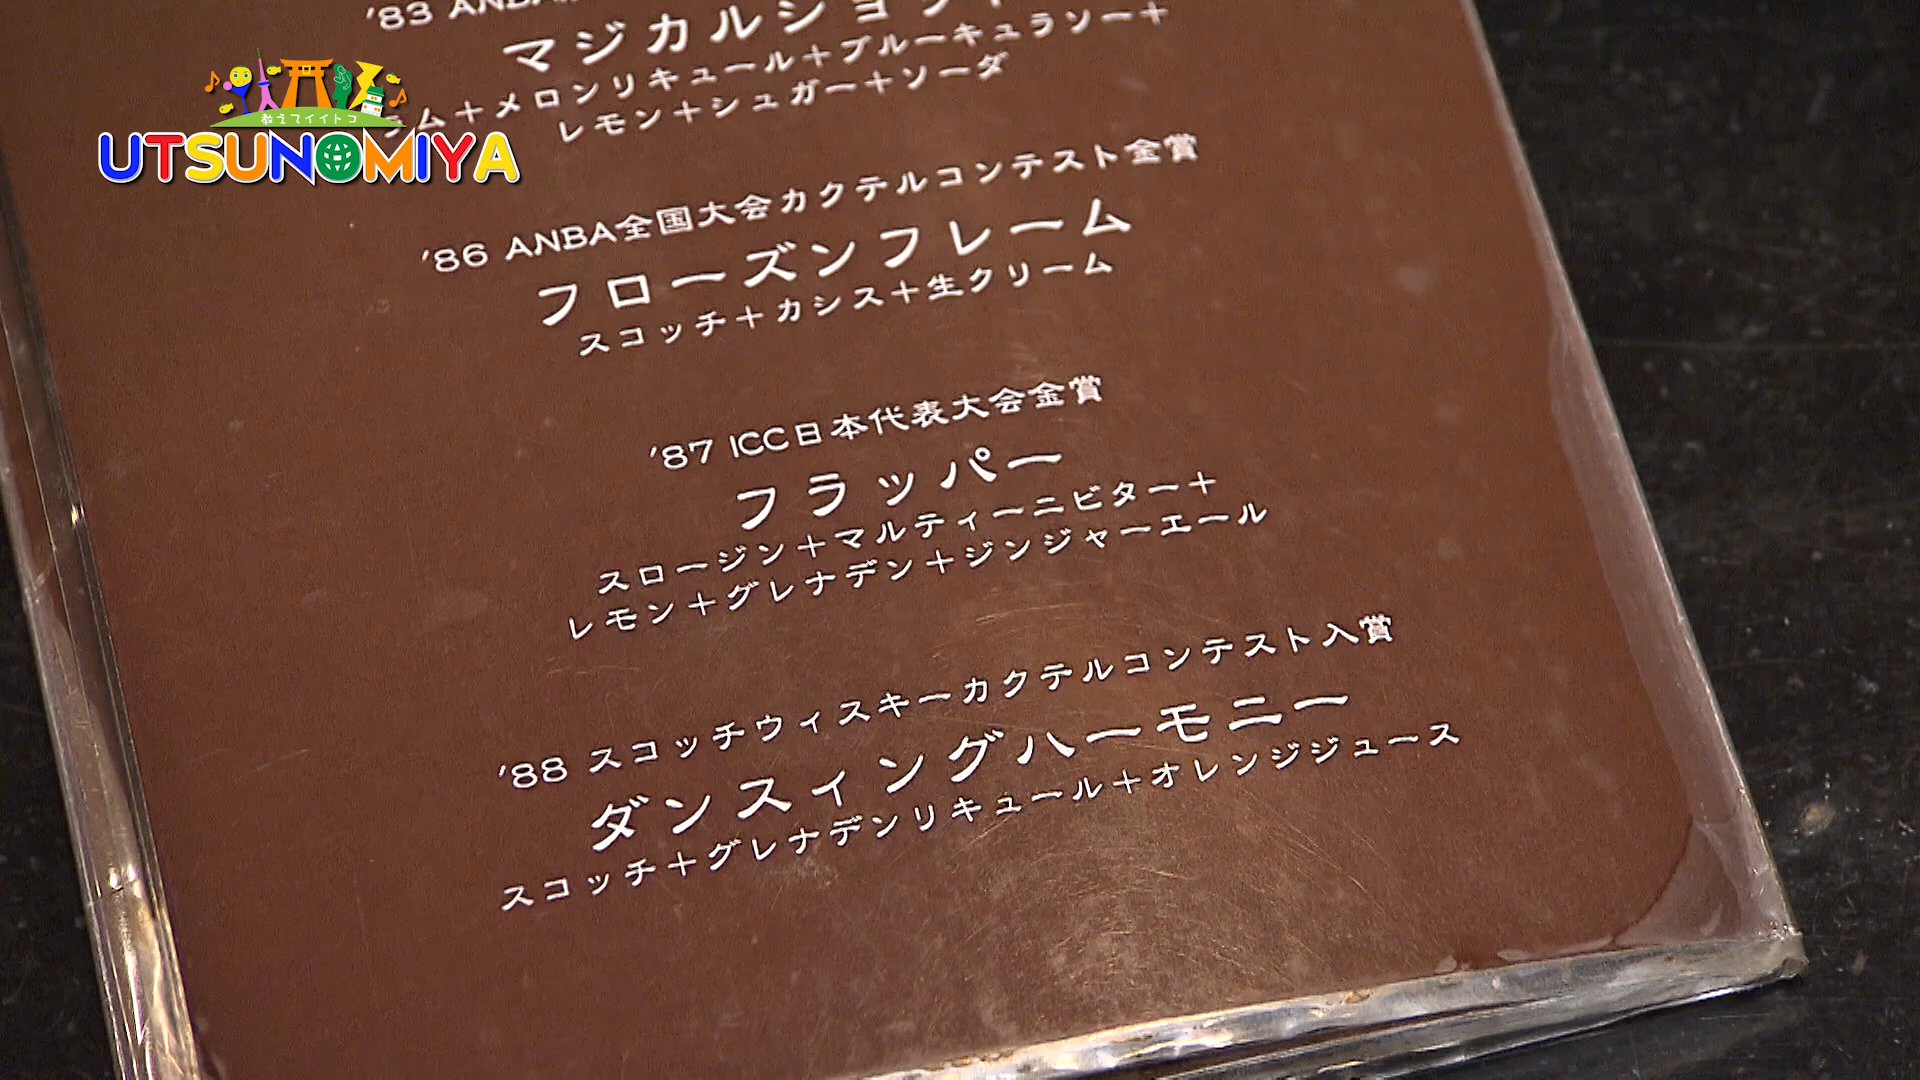 教えてイイトコ
UTSUNOMIYA
'83 ANBA
マジカルショット
ラム＋メロンリキュール＋ブルーキュラソー＋
レモン＋シュガー＋ソーダ
'86 ANBA全国大会カクテルコンテスト金賞
フローズンフレーム
スコッチ＋カシス＋生クリーム
'87 ICC日本代表大会金賞
フラッパー
スロージン＋マルティーニビター＋
レモン＋グレナデン＋ジンジャーエール
'88 スコッチウィスキーカクテルコンテスト入賞
ダンスィングハーモニー
スコッチ＋グレナデンリキュール＋オレンジジュース